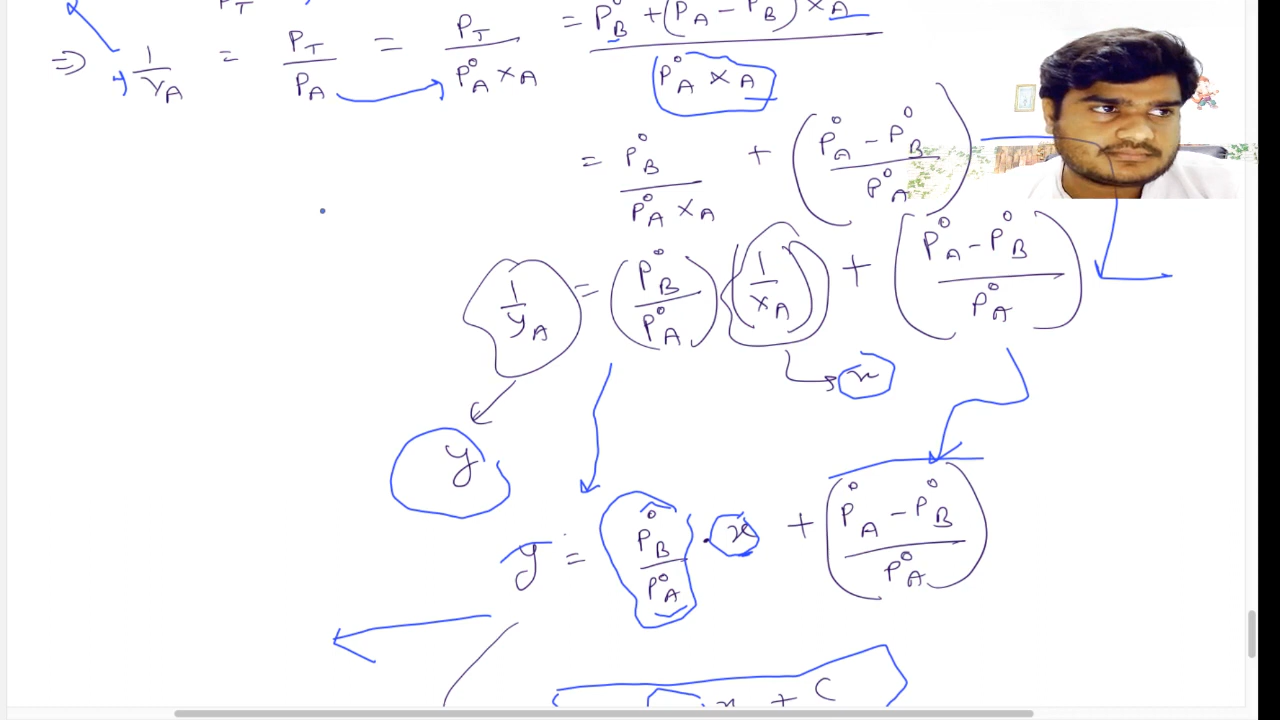 P_T
⇒ 1/Y_A = P_T/P_A = P_T/(P°_A x_A) = (P°_B + (P_A - P°_B) x_A)/(P°_A x_A)
= P°_B/(P°_A x_A) + ((P°_A - P°_B)/P°_A)
1/y_A = (P°_B/P°_A) (1/x_A) + ((P°_A - P°_B)/P°_A)
x
y
y = P°_B/P°_A . x + ((P°_A - P°_B)/P°_A)
x + C